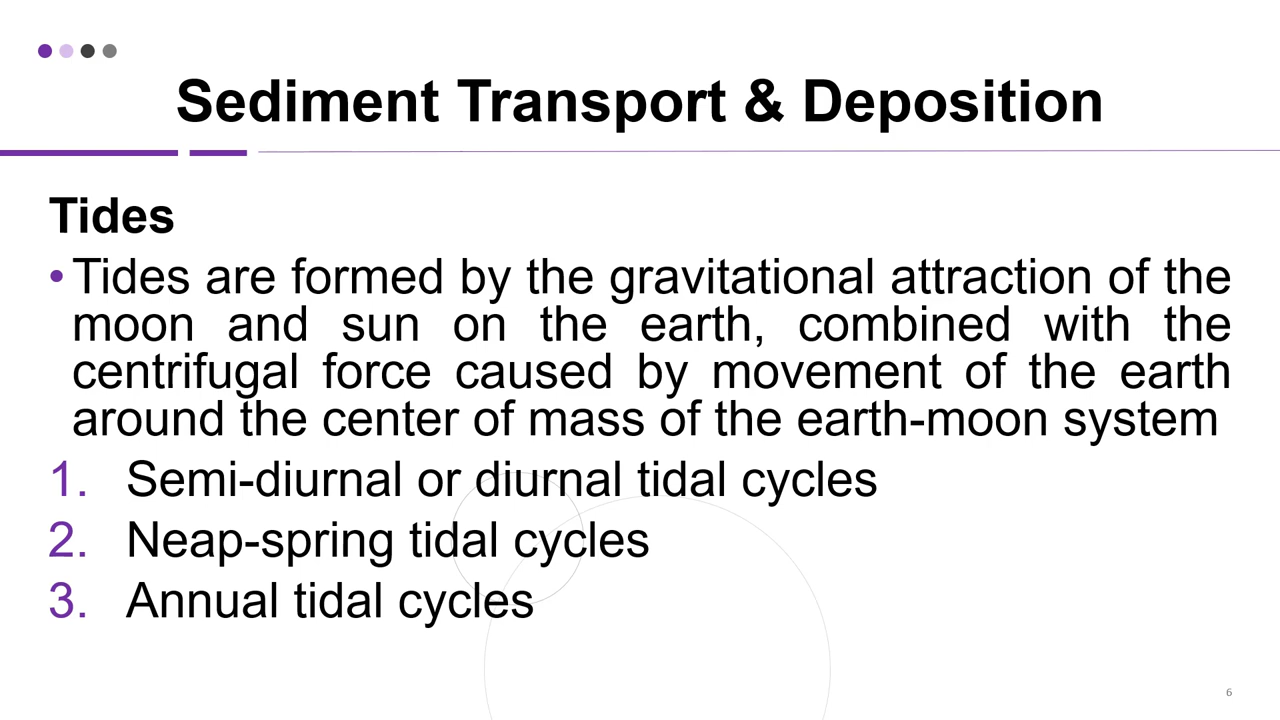 Sediment Transport & Deposition
Tides
• Tides are formed by the gravitational attraction of the
moon and sun on the earth, combined with the
centrifugal force caused by movement of the earth
around the center of mass of the earth-moon system
1. Semi-diurnal or diurnal tidal cycles
2. Neap-spring tidal cycles
3. Annual tidal cycles
6